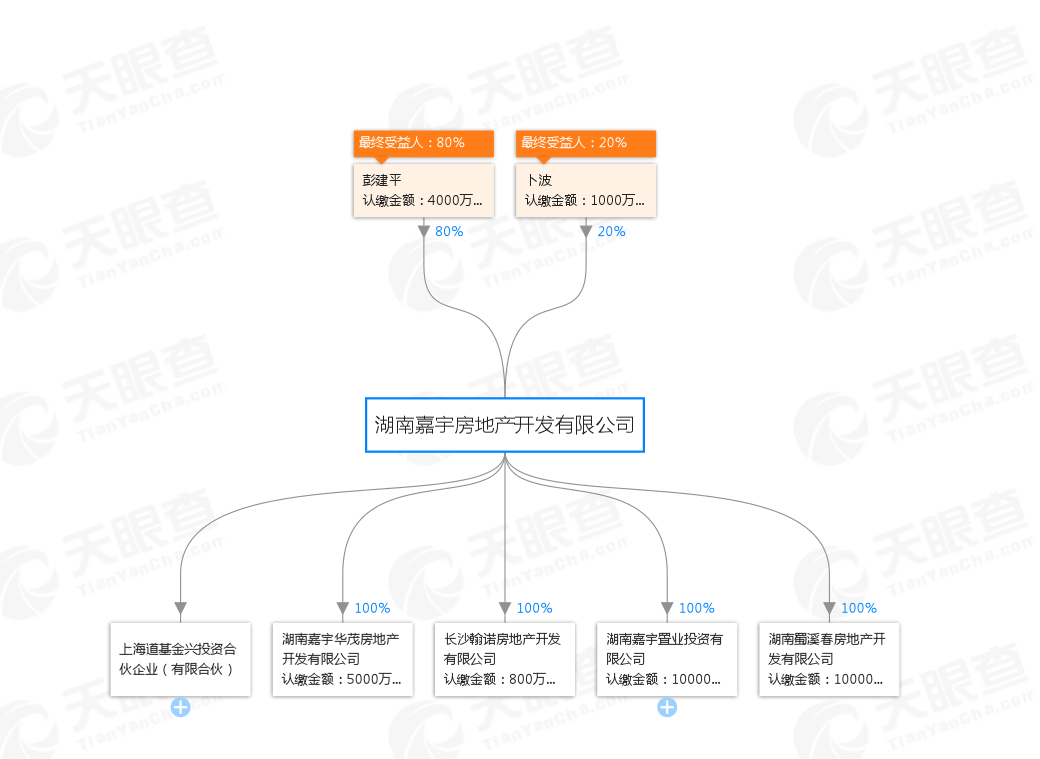 最终受益人：80%
最终受益人：20%
彭建平
认缴金额：4000万...
卜波
认缴金额：1000万...
80%
20%
湖南嘉宇房地产开发有限公司
100%
100%
100%
100%
上海道基金兴投资合
伙企业（有限合伙）
湖南嘉宇华茂房地产
开发有限公司
认缴金额：5000万...
长沙翰诺房地产开发
有限公司
认缴金额：800万...
湖南嘉宇置业投资有
限公司
认缴金额：10000...
湖南蜀溪春房地产开
发有限公司
认缴金额：10000...
天眼查
TianYanCha.com